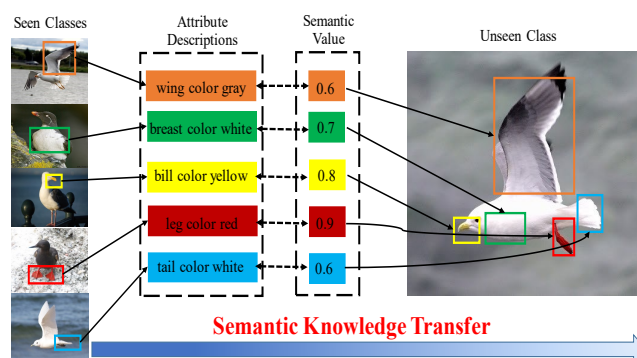 Seen Classes
Attribute
Descriptions
Semantic
Value
Unseen Class
wing color gray
0.6
breast color white
0.7
bill color yellow
0.8
leg color red
0.9
tail color white
0.6
Semantic Knowledge Transfer